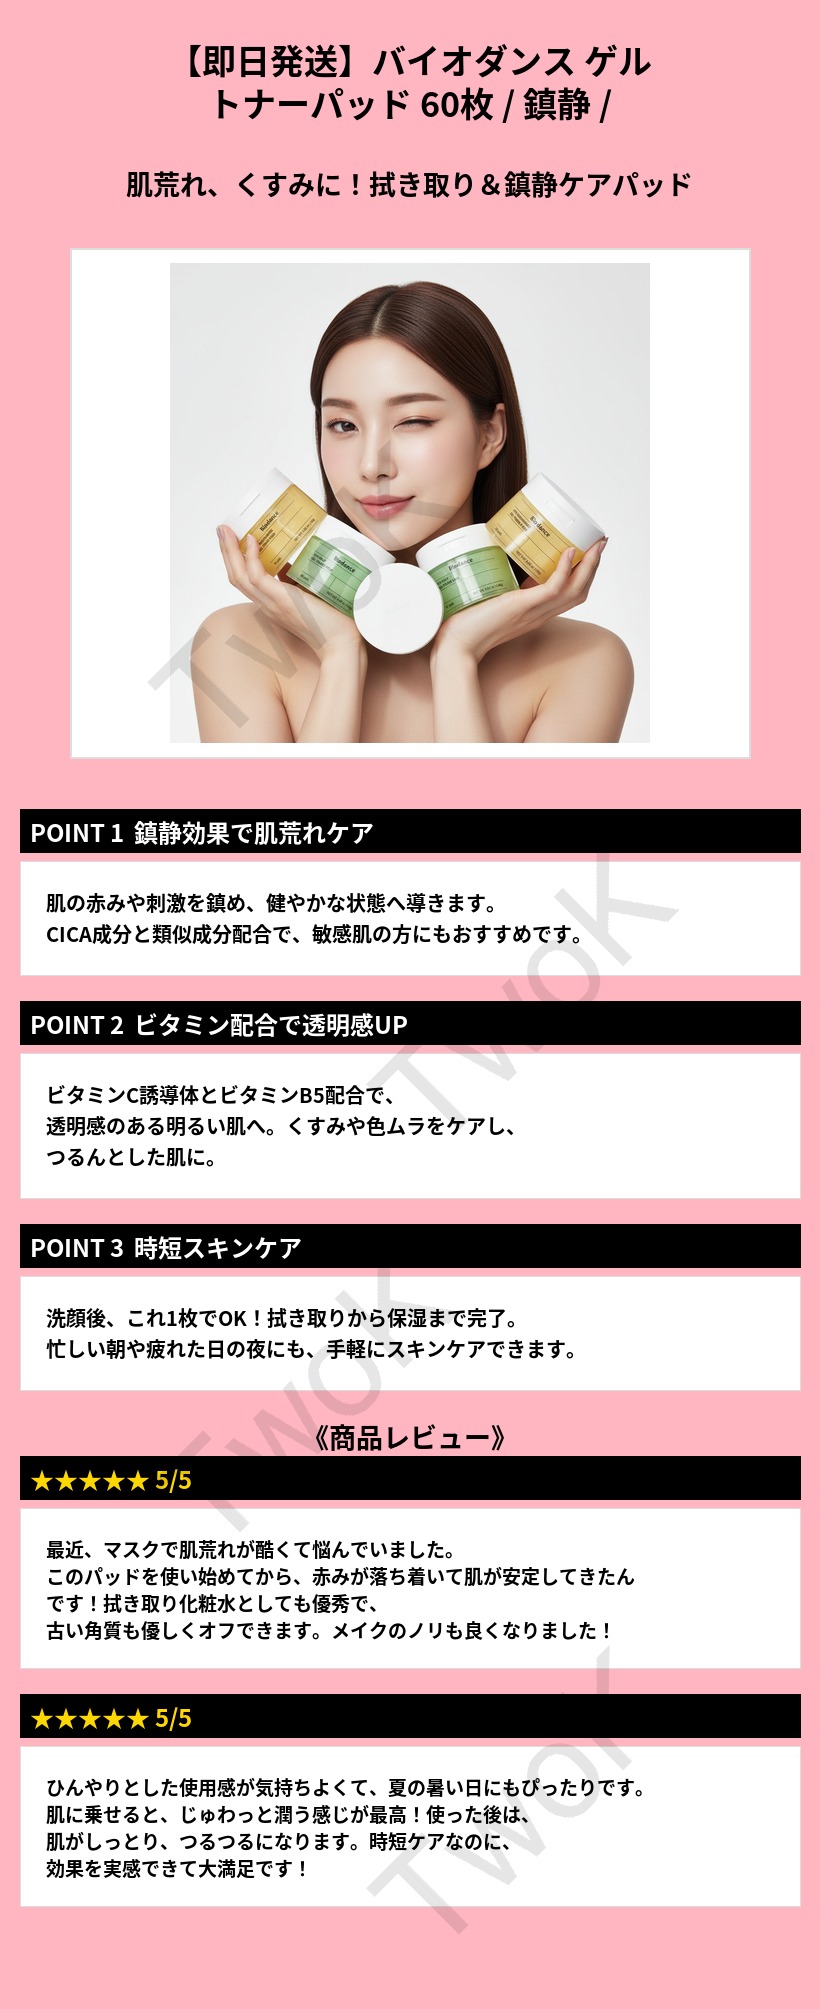 【即日発送】バイオダンス ゲル
トナーパッド 60枚 / 鎮静 /
肌荒れ、くすみに！拭き取り＆鎮静ケアパッド
Biodance
Biodance
Biodance
Biodance
TwoK
POINT 1 鎮静効果で肌荒れケア
肌の赤みや刺激を鎮め、健やかな状態へ導きます。
CICA成分と類似成分配合で、敏感肌の方にもおすすめです。
TwoK
POINT 2 ビタミン配合で透明感UP
ビタミンC誘導体とビタミンB5配合で、
透明感のある明るい肌へ。くすみや色ムラをケアし、
つるんとした肌に。
POINT 3 時短スキンケア
洗顔後、これ1枚でOK！拭き取りから保湿まで完了。
忙しい朝や疲れた日の夜にも、手軽にスキンケアできます。
TwoK
《商品レビュー》
★★★★★ 5/5
最近、マスクで肌荒れが酷くて悩んでいました。
このパッドを使い始めてから、赤みが落ち着いて肌が安定してきたん
です！拭き取り化粧水としても優秀で、
古い角質も優しくオフできます。メイクのノリも良くなりました！
★★★★★ 5/5
ひんやりとした使用感が気持ちよくて、夏の暑い日にもぴったりです。
肌に乗せると、じゅわっと潤う感じが最高！使った後は、
肌がしっとり、つるつるになります。時短ケアなのに、
効果を実感できて大満足です！
TwoK